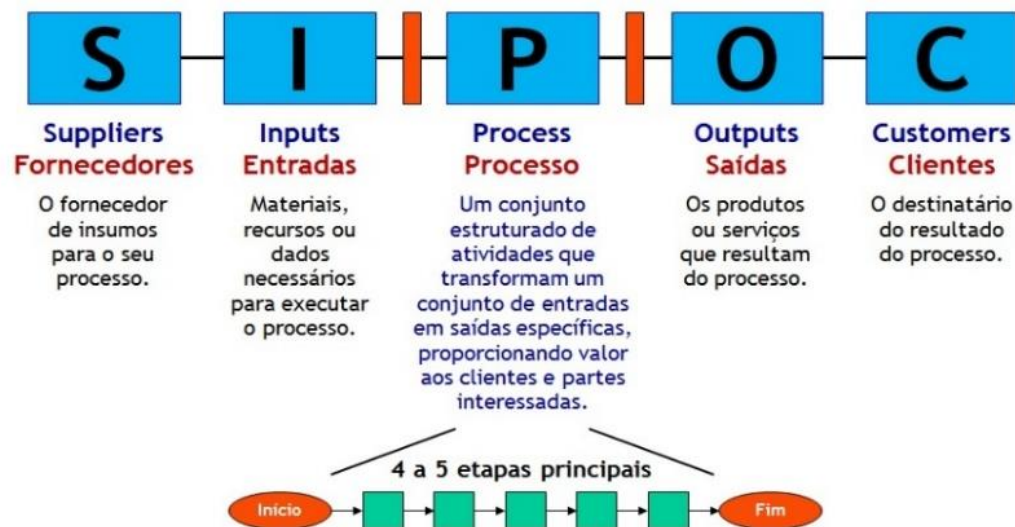 S I P O C
Suppliers
Fornecedores
O fornecedor
de insumos
para o seu
processo.
Inputs
Entradas
Materiais,
recursos ou
dados
necessários
para executar
o processo.
Process
Processo
Um conjunto
estruturado de
atividades que
transformam um
conjunto de entradas
em saídas específicas,
proporcionando valor
aos clientes e partes
interessadas.
Outputs
Saídas
Os produtos
ou serviços
que resultam
do processo.
Customers
Clientes
O destinatário
do resultado
do processo.
4 a 5 etapas principais
Início
Fim